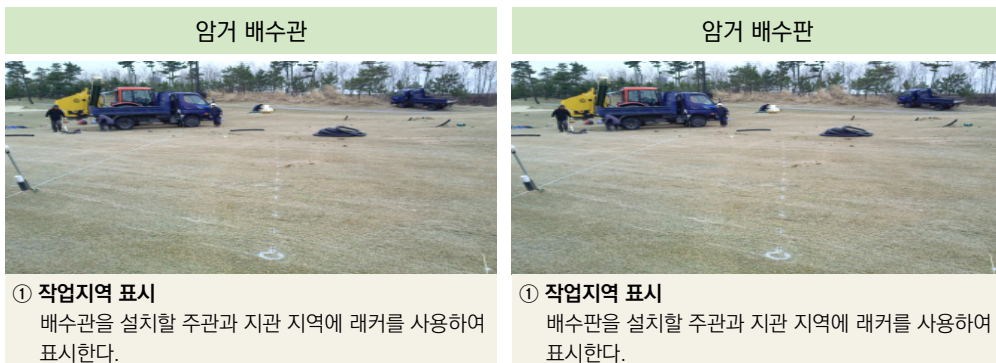 암거 배수관
① 작업지역 표시
배수관을 설치할 주관과 지관 지역에 래커를 사용하여
표시한다.
암거 배수판
① 작업지역 표시
배수판을 설치할 주관과 지관 지역에 래커를 사용하여
표시한다.